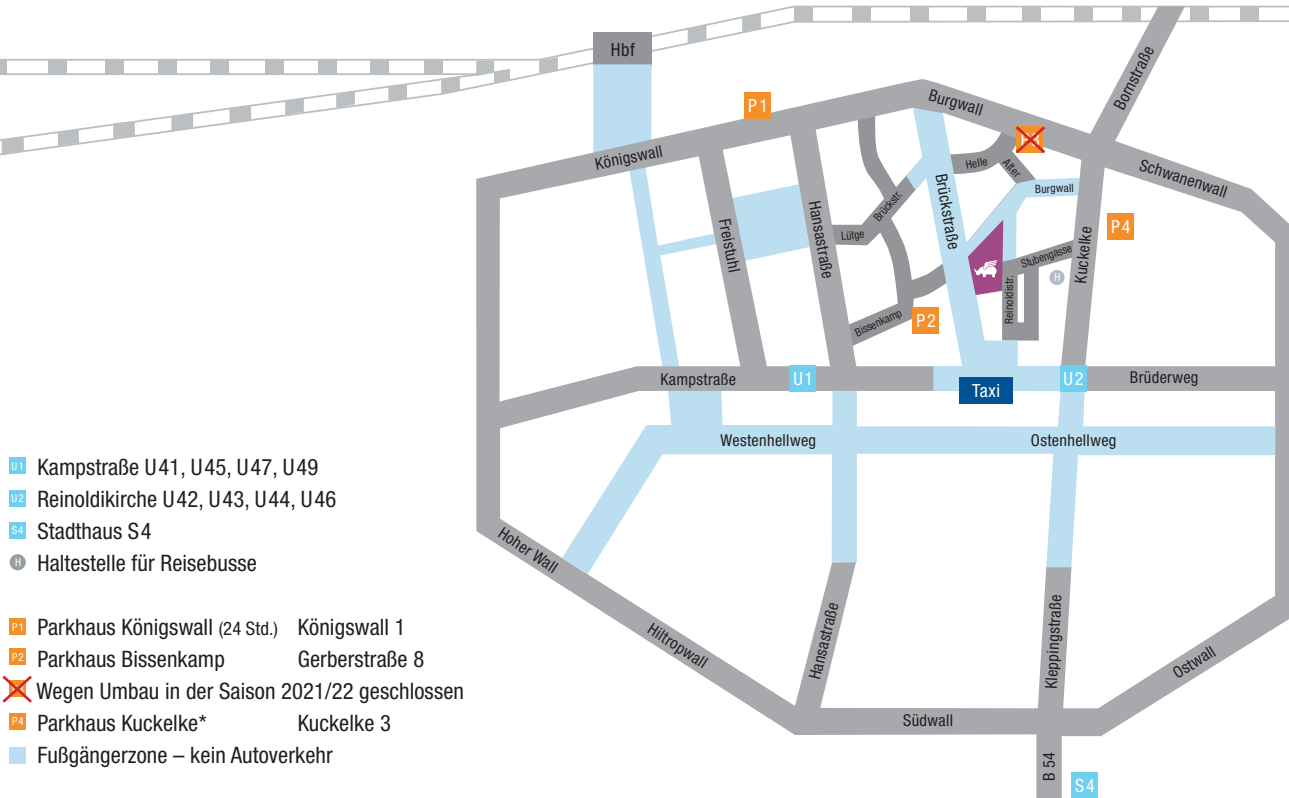 Hbf
P1
Burgwall
Bornstraße
Königswall
Schwanenwall
Helle
Alter
Burgwall
Brückstr.
Brückstraße
Freistuhl
Hansastraße
Lütge
P4
Stubengasse
Kuckelke
H
Reinoldistr.
Bissenkamp
P2
Kampstraße
U1
Taxi
U2
Brüderweg
Westenhellweg
Ostenhellweg
U1 Kampstraße U41, U45, U47, U49
U2 Reinoldikirche U42, U43, U44, U46
S4 Stadthaus S4
H Haltestelle für Reisebusse
P1 Parkhaus Königswall (24 Std.) Königswall 1
P2 Parkhaus Bissenkamp Gerberstraße 8
Wegen Umbau in der Saison 2021/22 geschlossen
P4 Parkhaus Kuckelke* Kuckelke 3
Fußgängerzone – kein Autoverkehr
Hoher Wall
Hiltropwall
Hansastraße
Kleppingstraße
Ostwall
Südwall
B 54
S4